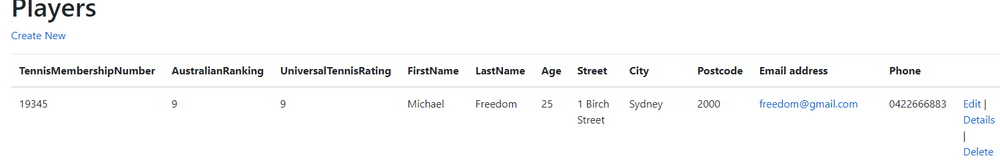 Players
Create New
TennisMembershipNumber AustralianRanking UniversalTennisRating FirstName LastName Age Street City Postcode Email address Phone
19345 9 9 Michael Freedom 25 1 Birch Sydney 2000 freedom@gmail.com 0422666883 Edit |
Street Details
|
Delete